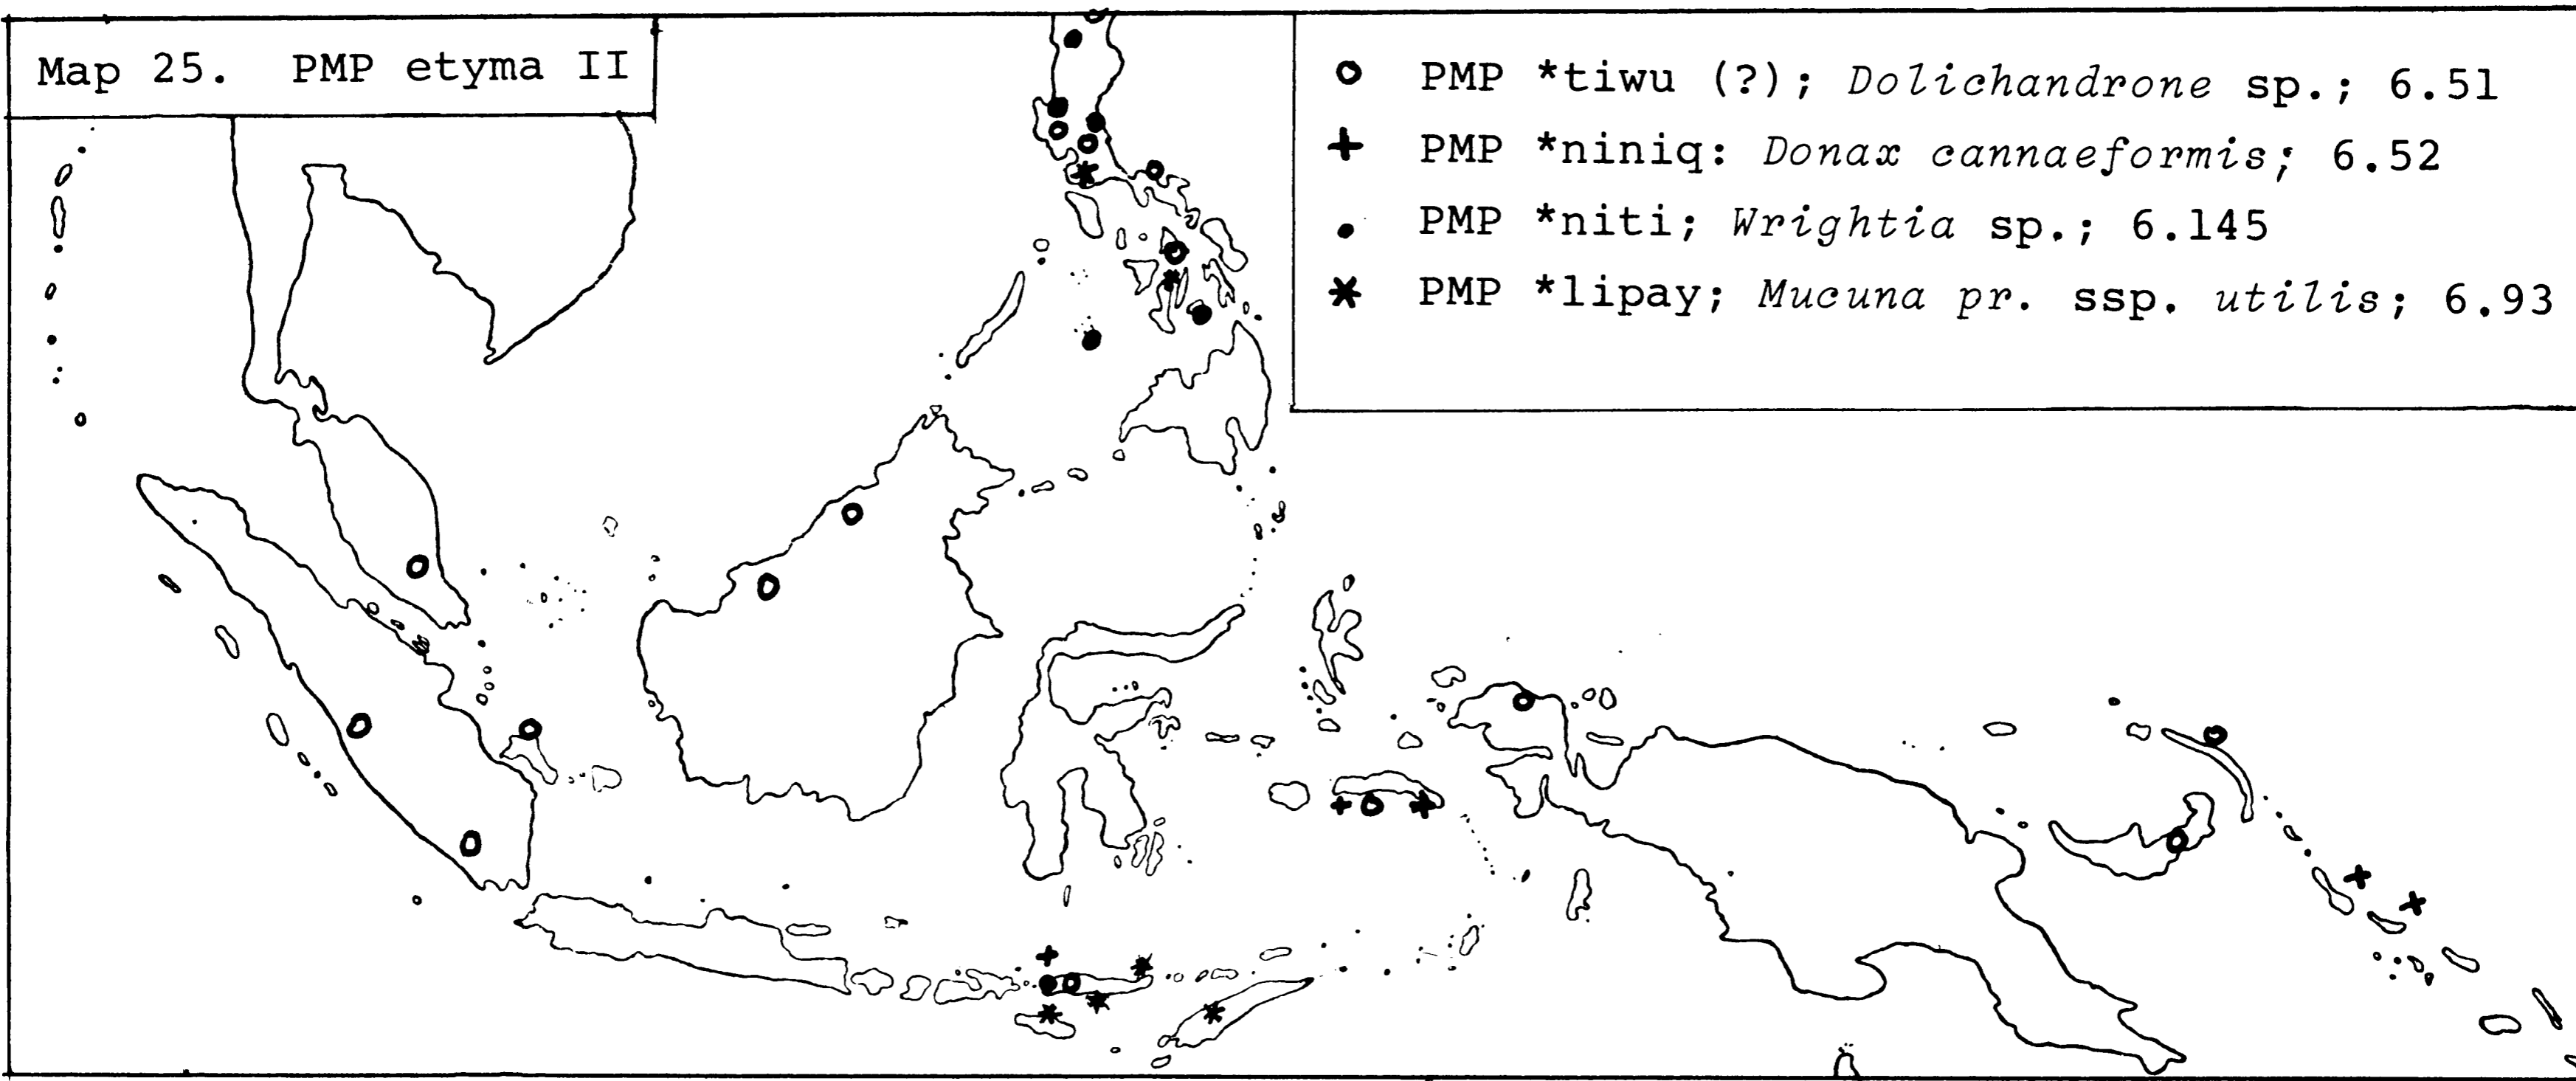 Map 25. PMP etyma II
PMP *tiwu (?); Dolichandrone sp.; 6.51
PMP *niniq: Donax cannaeformis; 6.52
PMP *niti; Wrightia sp.; 6.145
PMP *lipay; Mucuna pr. ssp. utilis; 6.93